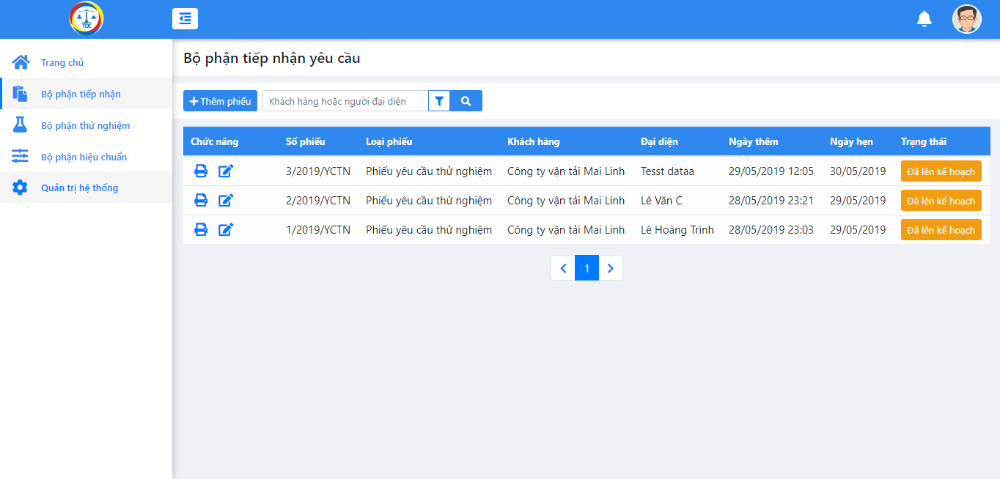 TDC
Trang chủ
Bộ phận tiếp nhận
Bộ phận thử nghiệm
Bộ phận hiệu chuẩn
Quản trị hệ thống
Bộ phận tiếp nhận yêu cầu
Thêm phiếu Khách hàng hoặc người đại diện
Chức năng Số phiếu Loại phiếu Khách hàng Đại diện Ngày thêm Ngày hẹn Trạng thái
3/2019/YCTN Phiếu yêu cầu thử nghiệm Công ty vận tải Mai Linh Tesst dataa 29/05/2019 12:05 30/05/2019 Đã lên kế hoạch
2/2019/YCTN Phiếu yêu cầu thử nghiệm Công ty vận tải Mai Linh Lê Văn C 28/05/2019 23:21 29/05/2019 Đã lên kế hoạch
1/2019/YCTN Phiếu yêu cầu thử nghiệm Công ty vận tải Mai Linh Lê Hoàng Trình 28/05/2019 23:03 29/05/2019 Đã lên kế hoạch
1